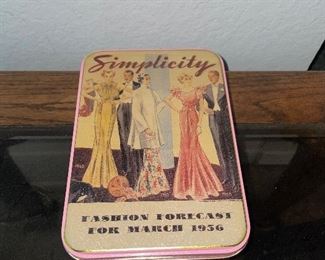 Simplicity
FASHION FORECAST
FOR MARCH 1936